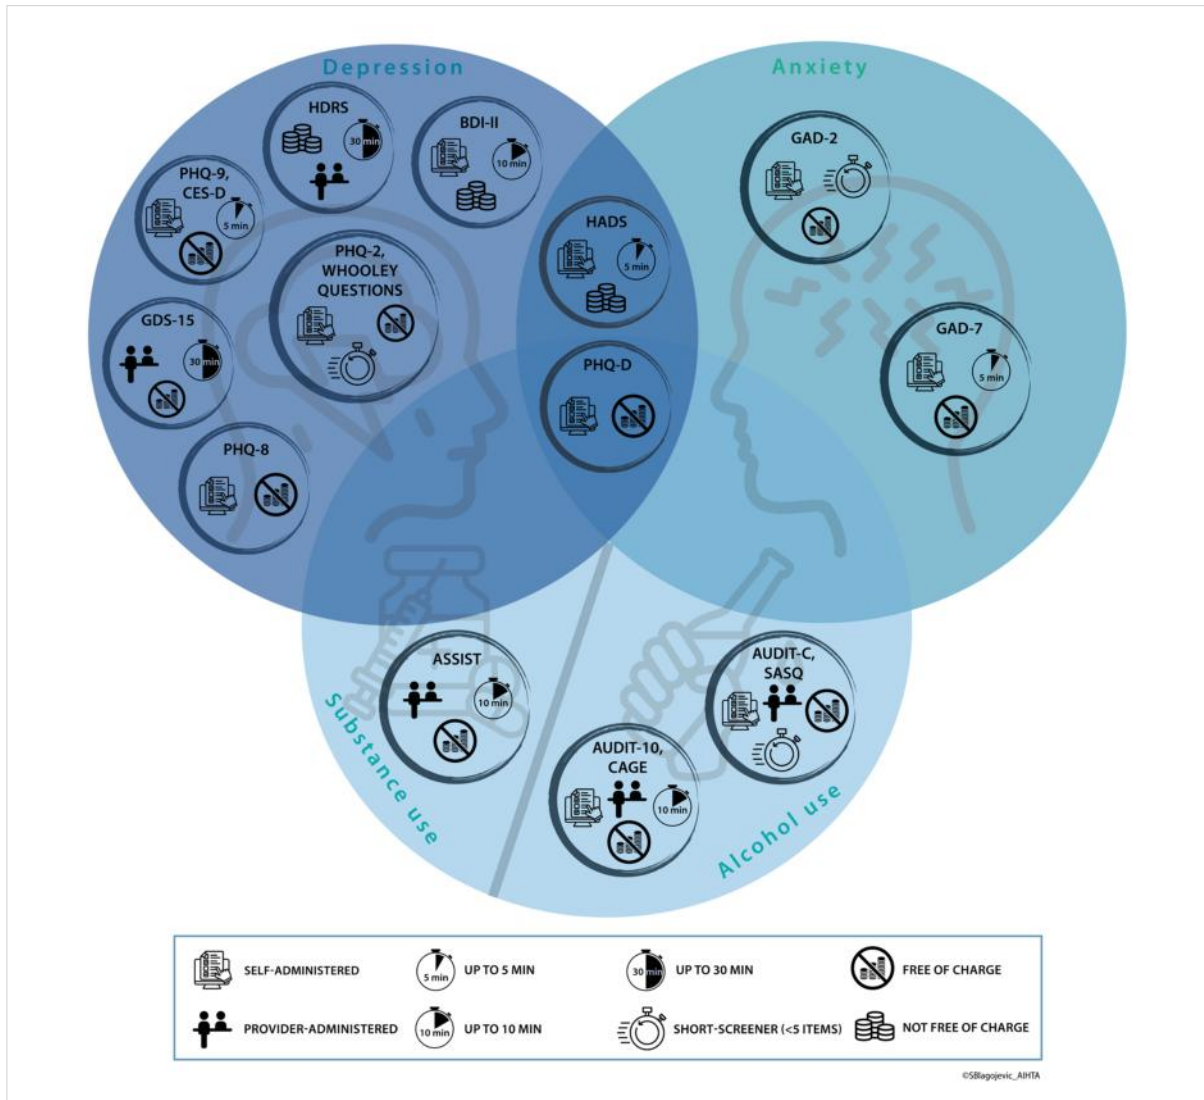 Depression
Anxiety
HDRS
30 min
BDI-II
10 min
GAD-2
PHQ-9,
CES-D
5 min
HADS
5 min
PHQ-2,
WHOOLEY
QUESTIONS
GDS-15
30 min
GAD-7
5 min
PHQ-D
PHQ-8
ASSIST
10 min
AUDIT-C,
SASQ
AUDIT-10,
CAGE
10 min
Substance use
Alcohol use
SELF-ADMINISTERED
5 min
UP TO 5 MIN
30 min
UP TO 30 MIN
FREE OF CHARGE
PROVIDER-ADMINISTERED
10 min
UP TO 10 MIN
SHORT-SCREENER (<5 ITEMS)
NOT FREE OF CHARGE
©SBlagojevic_AIHTA